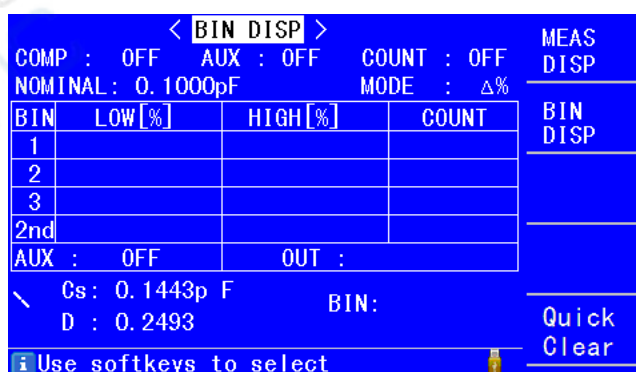 < BIN DISP >
COMP : OFF AUX : OFF COUNT : OFF
NOMINAL: 0.1000pF MODE : Δ%
BIN LOW[%] HIGH[%] COUNT
1
2
3
2nd
AUX : OFF OUT :
Cs: 0.1443p F BIN:
D : 0.2493
Use softkeys to select
MEAS
DISP
BIN
DISP
Quick
Clear